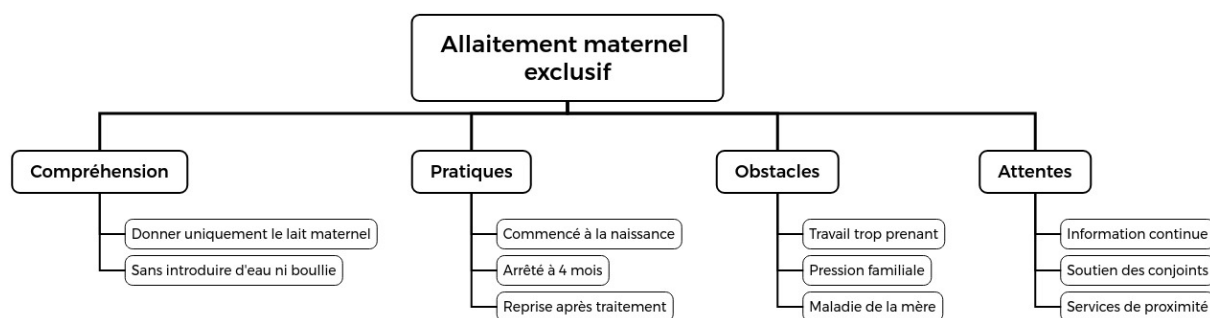 Allaitement maternel
exclusif
Compréhension
Donner uniquement le lait maternel
Sans introduire d'eau ni boullie
Pratiques
Commencé à la naissance
Arrêté à 4 mois
Reprise après traitement
Obstacles
Travail trop prenant
Pression familiale
Maladie de la mère
Attentes
Information continue
Soutien des conjoints
Services de proximité